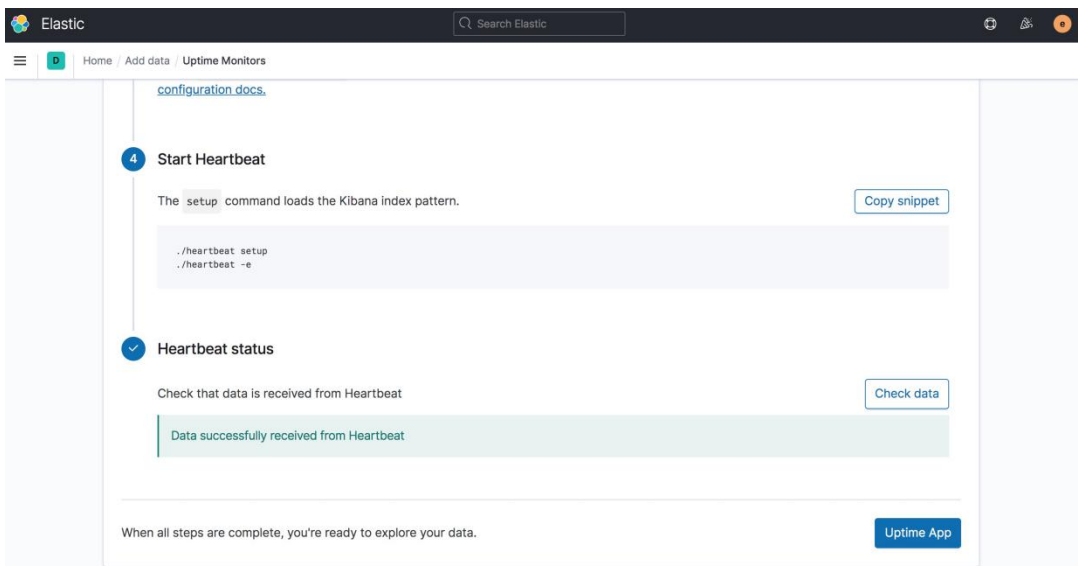 Elastic
Search Elastic
e
D
Home / Add data / Uptime Monitors
configuration docs.
4 Start Heartbeat
The setup command loads the Kibana index pattern.
Copy snippet
./heartbeat setup
./heartbeat -e
Heartbeat status
Check that data is received from Heartbeat
Check data
Data successfully received from Heartbeat
When all steps are complete, you're ready to explore your data.
Uptime App